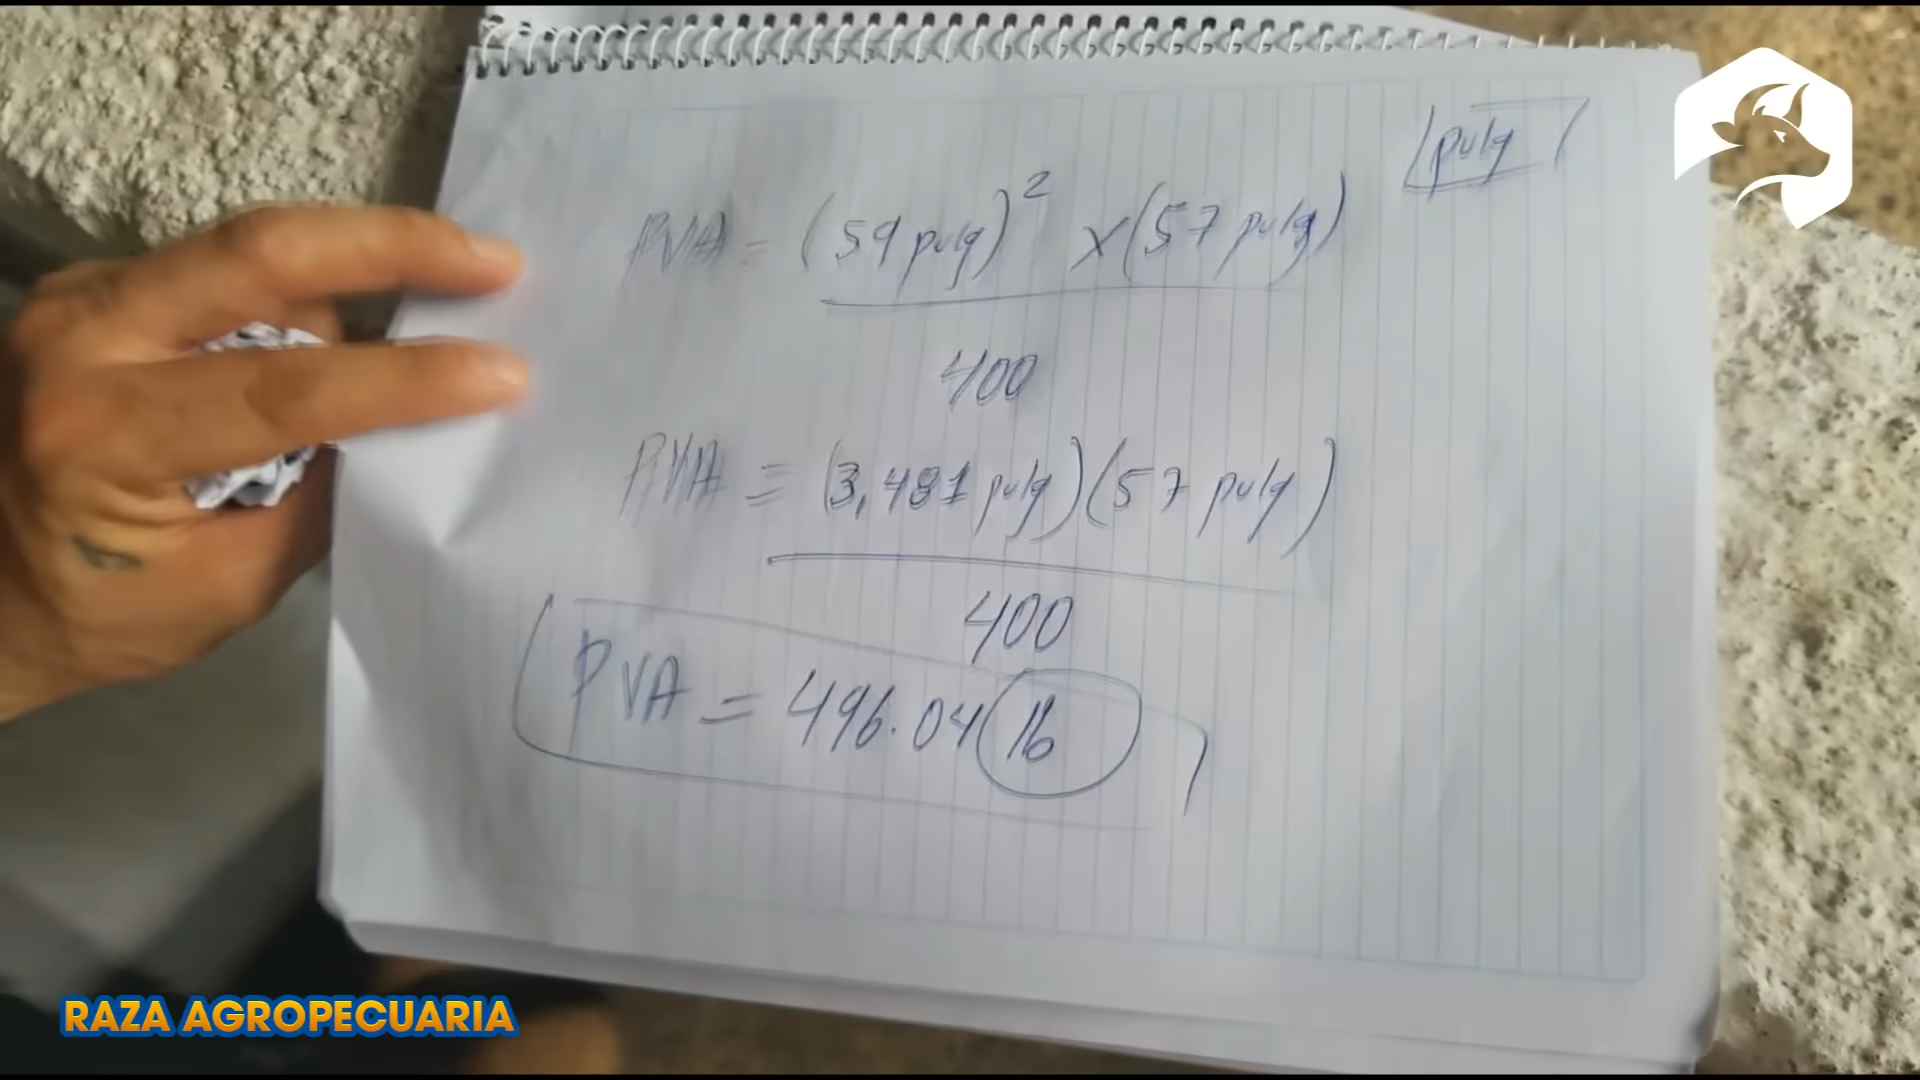 pulg
PVA = (59 pulg)² x (57 pulg)
400
PVA = (3,481 pulg)(57 pulg)
400
PVA = 496.04 lb
RAZA AGROPECUARIA